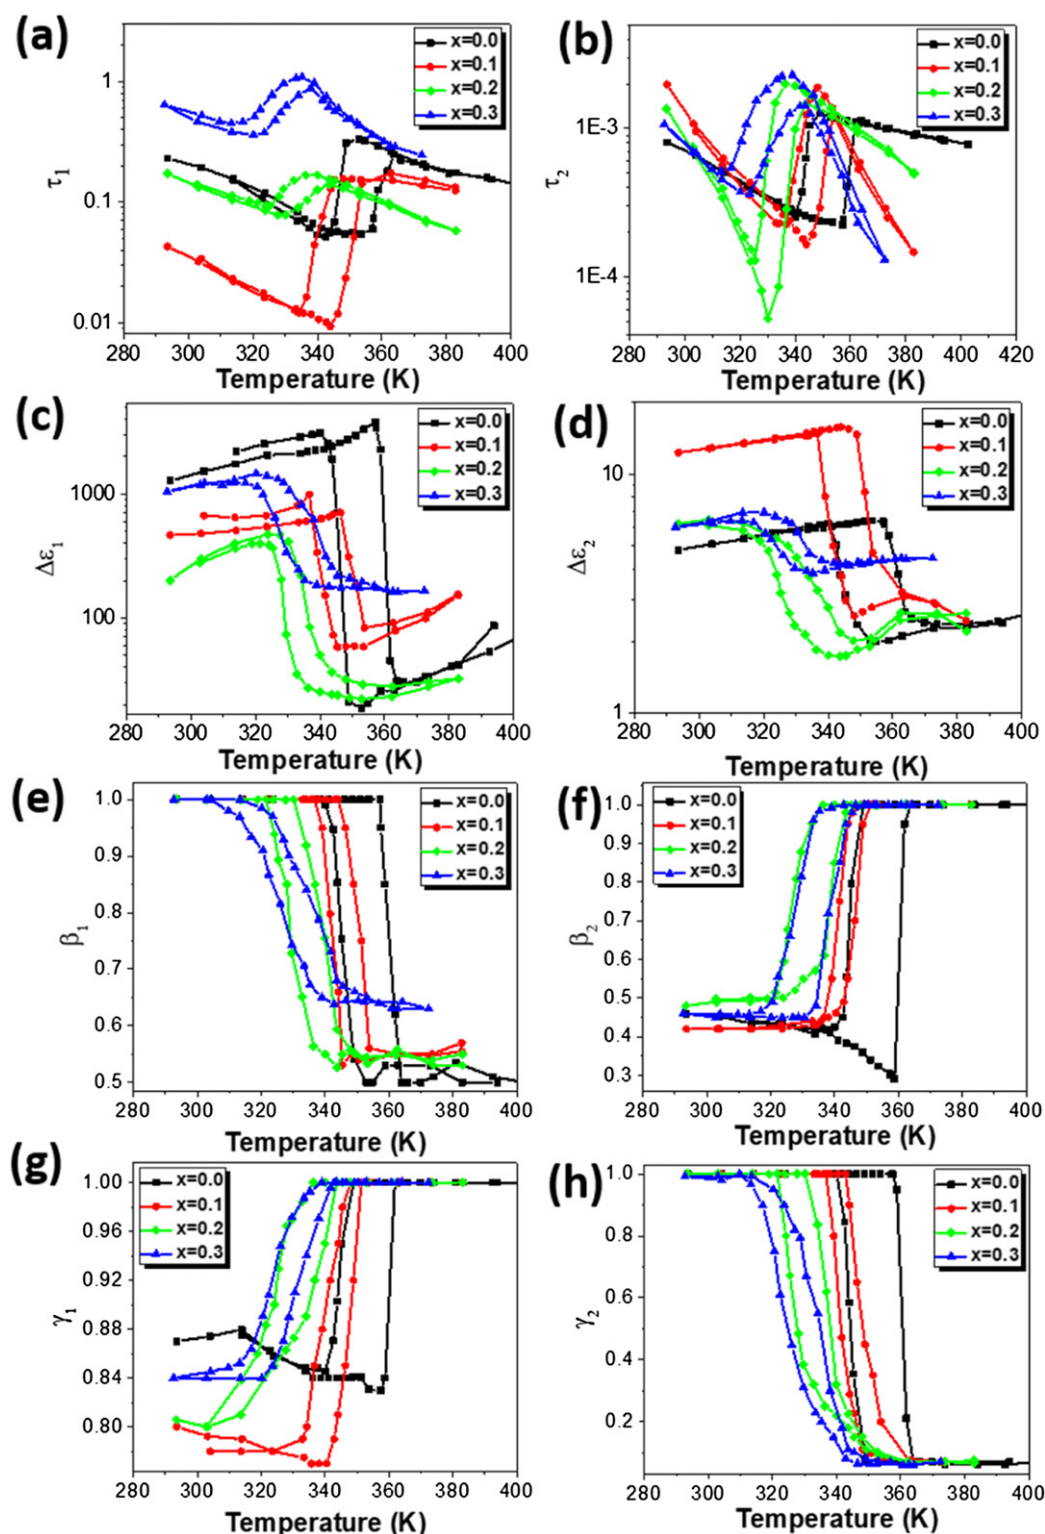 (a)
x=0.0
x=0.1
x=0.2
x=0.3
τ1
1
0.1
0.01
280 300 320 340 360 380 400
Temperature (K)
(b)
x=0.0
x=0.1
x=0.2
x=0.3
τ2
1E-3
1E-4
280 300 320 340 360 380 400 420
Temperature (K)
(c)
x=0.0
x=0.1
x=0.2
x=0.3
Δε1
1000
100
280 300 320 340 360 380 400
Temperature (K)
(d)
x=0.0
x=0.1
x=0.2
x=0.3
Δε2
10
1
280 300 320 340 360 380 400
Temperature (K)
(e)
x=0.0
x=0.1
x=0.2
x=0.3
β1
1.0
0.9
0.8
0.7
0.6
0.5
280 300 320 340 360 380 400
Temperature (K)
(f)
x=0.0
x=0.1
x=0.2
x=0.3
β2
1.0
0.9
0.8
0.7
0.6
0.5
0.4
0.3
280 300 320 340 360 380 400
Temperature (K)
(g)
x=0.0
x=0.1
x=0.2
x=0.3
γ1
1.00
0.96
0.92
0.88
0.84
0.80
280 300 320 340 360 380 400
Temperature (K)
(h)
x=0.0
x=0.1
x=0.2
x=0.3
γ2
1.0
0.8
0.6
0.4
0.2
280 300 320 340 360 380 400
Temperature (K)